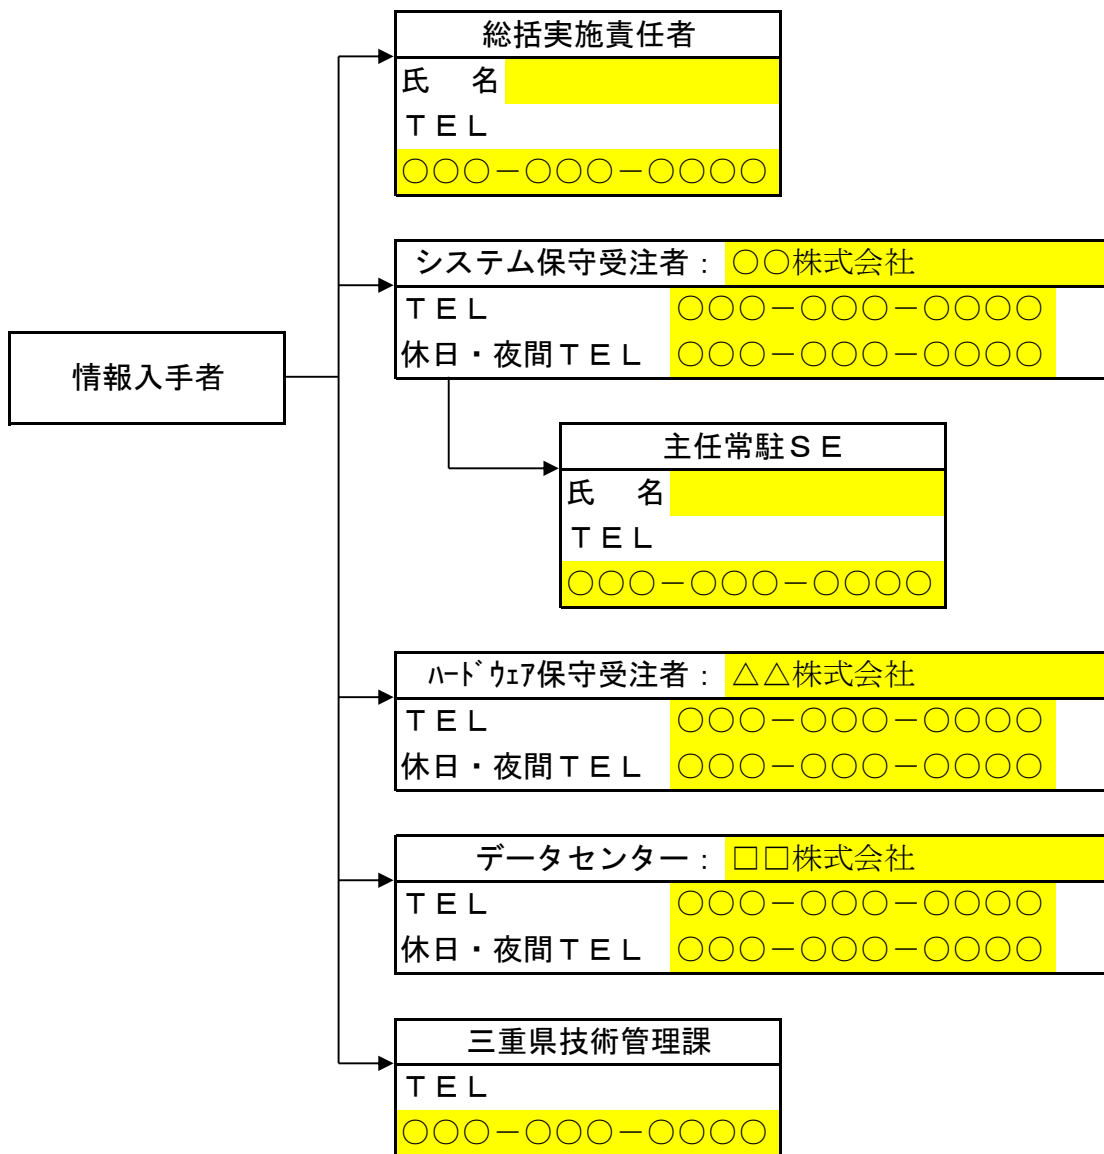 総括実施責任者
氏　名
ＴＥＬ
○○○－○○○－○○○○
システム保守受注者： ○○株式会社
ＴＥＬ ○○○－○○○－○○○○
休日・夜間ＴＥＬ ○○○－○○○－○○○○
情報入手者
主任常駐ＳＥ
氏　名
ＴＥＬ
○○○－○○○－○○○○
ﾊｰﾄﾞｳｪｱ保守受注者： △△株式会社
ＴＥＬ ○○○－○○○－○○○○
休日・夜間ＴＥＬ ○○○－○○○－○○○○
データセンター： □□株式会社
ＴＥＬ ○○○－○○○－○○○○
休日・夜間ＴＥＬ ○○○－○○○－○○○○
三重県技術管理課
ＴＥＬ
○○○－○○○－○○○○